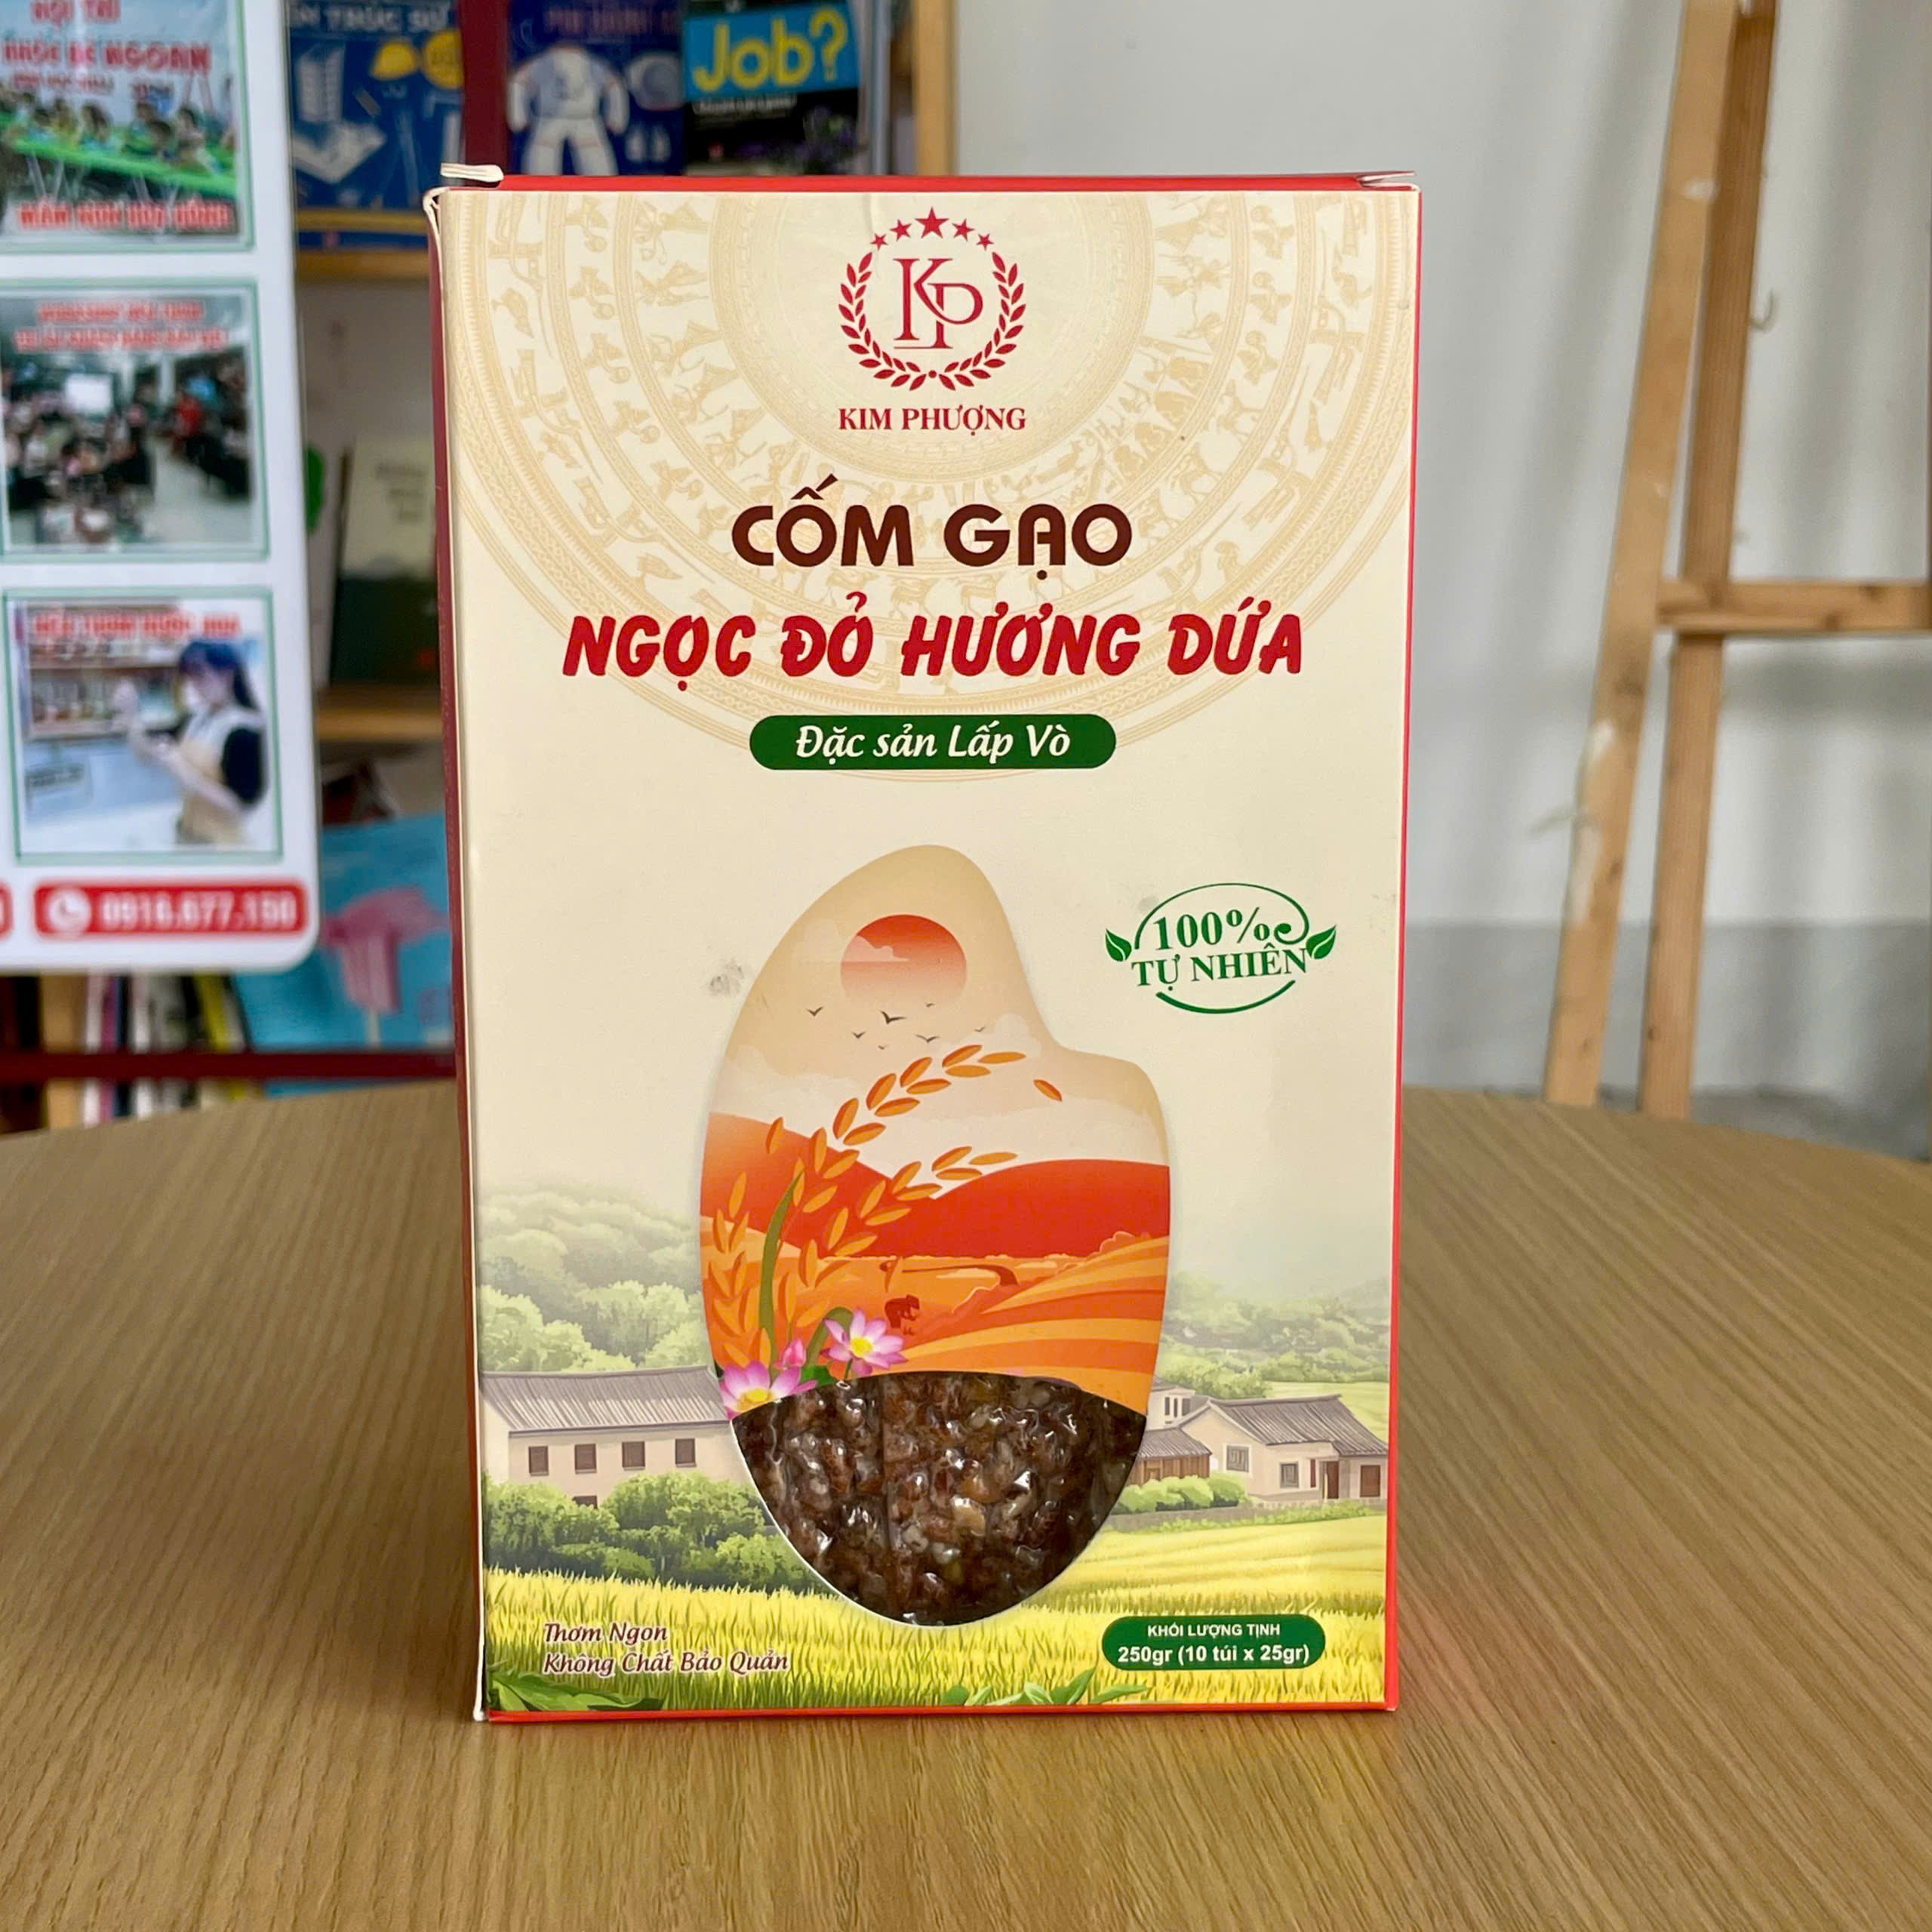 Job?
KP
KIM PHƯỢNG
CỐM GẠO
NGỌC ĐỎ HƯƠNG DỨA
Đặc sản Lấp Vò
100%
TỰ NHIÊN
Thơm Ngon
Không Chất Bảo Quản
KHỐI LƯỢNG TỊNH
250gr (10 túi x 25gr)